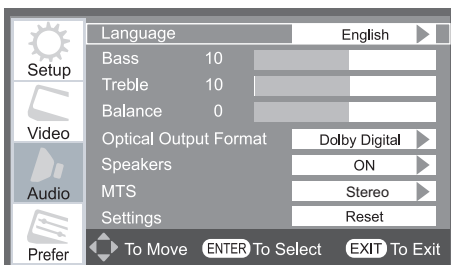 Setup
Video
Audio
Prefer
Language English
Bass 10
Treble 10
Balance 0
Optical Output Format Dolby Digital
Speakers ON
MTS Stereo
Settings Reset
To Move ENTER To Select EXIT To Exit